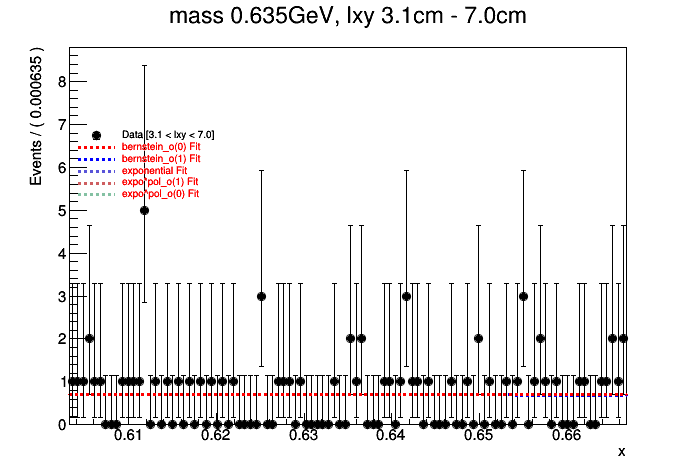 mass 0.635GeV, lxy 3.1cm - 7.0cm
Events / ( 0.000635 )
8
7
6
5
4
3
2
1
0
Data [3.1 < lxy < 7.0]
bernstein_o(0) Fit
bernstein_o(1) Fit
exponential Fit
expo*pol_o(1) Fit
expo*pol_o(0) Fit
0.61 0.62 0.63 0.64 0.65 0.66
x